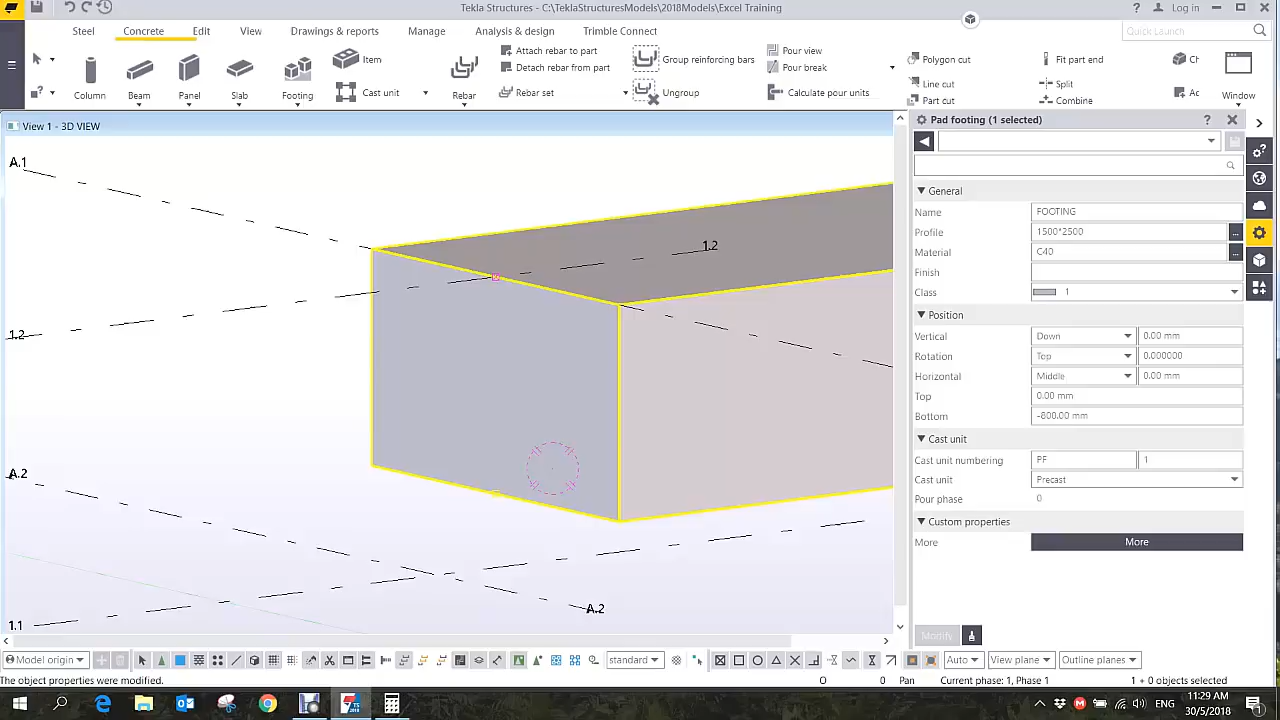 Tekla Structures - C:\TeklaStructuresModels\2018Models\Excel Training
Log in
Steel
Concrete
Edit
View
Drawings & reports
Manage
Analysis & design
Trimble Connect
Quick Launch
Column
Beam
Panel
Slab
Footing
Item
Cast unit
Rebar
Attach rebar to part
Detach rebar from part
Rebar set
Group reinforcing bars
Ungroup
Pour view
Pour break
Calculate pour units
Polygon cut
Line cut
Part cut
Fit part end
Split
Combine
Ch
Ac
Window
View 1 - 3D VIEW
A.1
1.2
1.2
A.2
A.2
1.1
Pad footing (1 selected)
General
Name FOOTING
Profile 1500*2500
Material C40
Finish
Class 1
Position
Vertical Down 0.00 mm
Rotation Top 0.000000
Horizontal Middle 0.00 mm
Top 0.00 mm
Bottom -800.00 mm
Cast unit
Cast unit numbering PF 1
Cast unit Precast
Pour phase 0
Custom properties
More More
Modify
Model origin
standard
Auto
View plane
Outline planes
The object properties were modified.
O 0 Pan Current phase: 1, Phase 1 1 + 0 objects selected
11:29 AM
30/5/2018